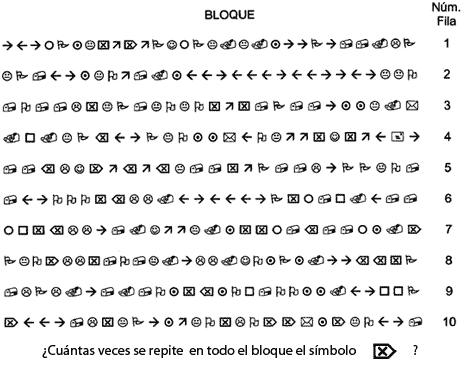 BLOQUE
Núm.
Fila
1
2
3
4
5
6
7
8
9
10
¿Cuántas veces se repite en todo el bloque el símbolo ?